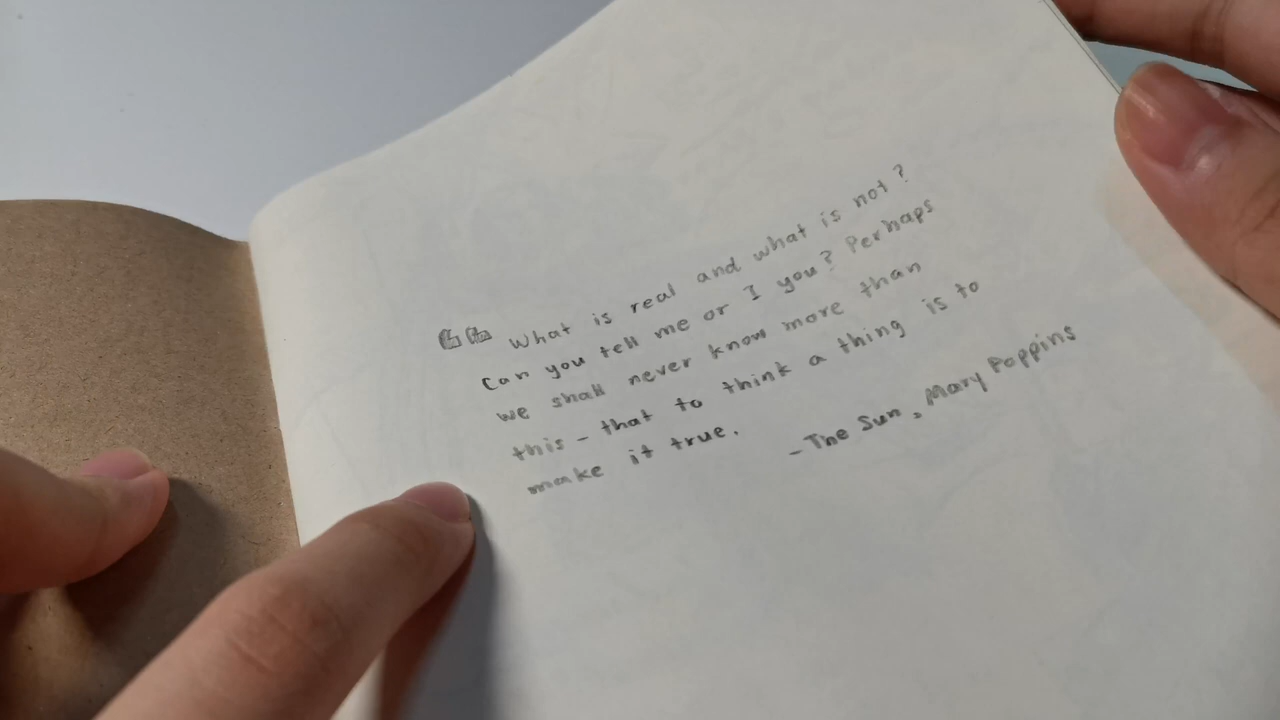 “ What is real and what is not?
Can you tell me or I you? Perhaps
we shall never know more than
this - that to think a thing is to
make it true.
- The Sun, Mary Poppins